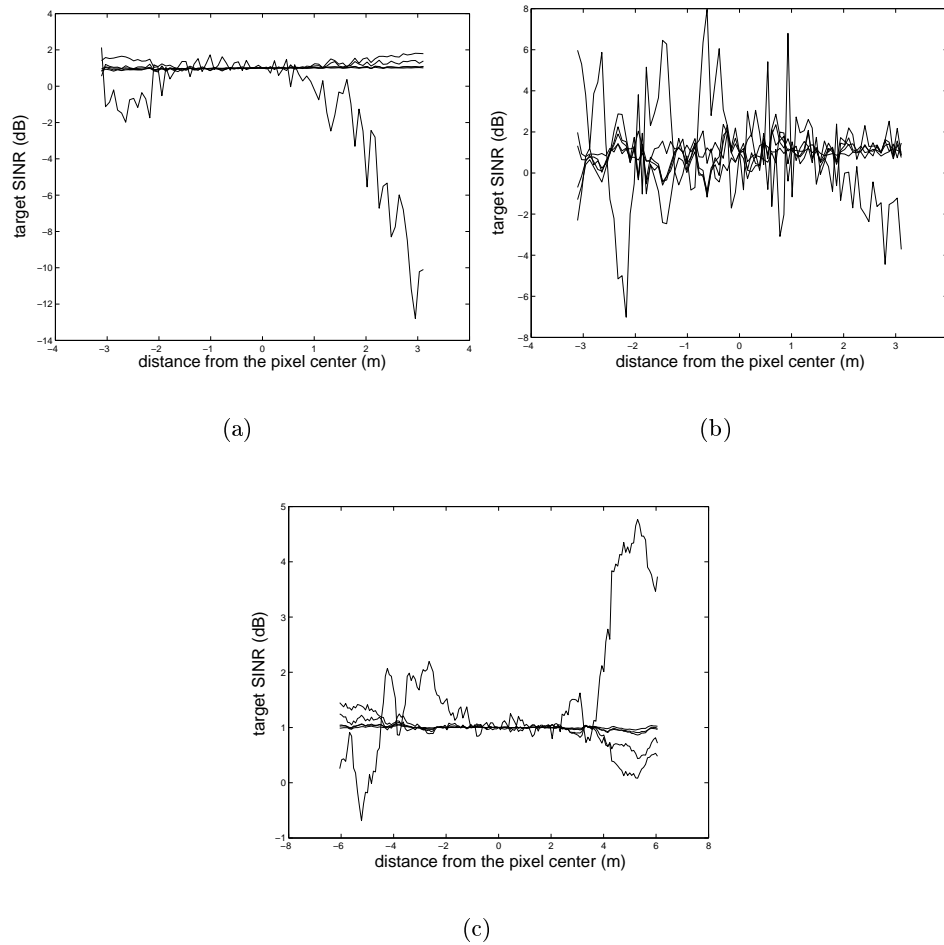 4
2
0
−2
−4
−6
−8
−10
−12
−14
−4 −3 −2 −1 0 1 2 3 4
target SINR (dB)
distance from the pixel center (m)
(a)
8
6
4
2
0
−2
−4
−6
−8
−4 −3 −2 −1 0 1 2 3
target SINR (dB)
distance from the pixel center (m)
(b)
5
4
3
2
1
0
−1
−8 −6 −4 −2 0 2 4 6 8
target SINR (dB)
distance from the pixel center (m)
(c)